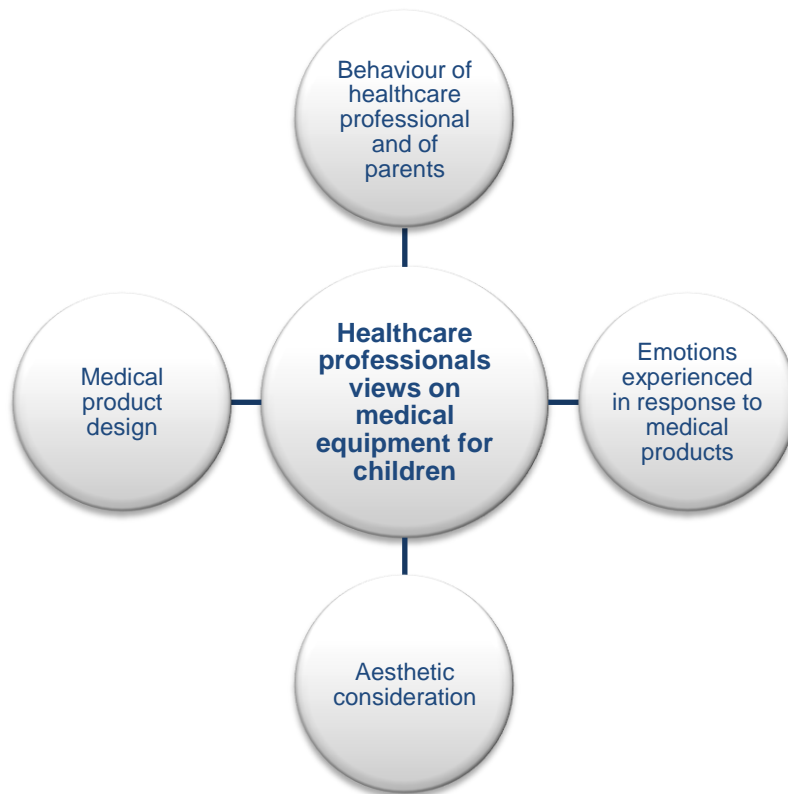 Behaviour of
healthcare
professional
and of
parents
Medical
product
design
Healthcare
professionals
views on
medical
equipment for
children
Emotions
experienced
in response to
medical
products
Aesthetic
consideration